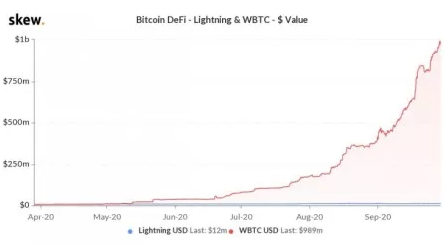 skew.
Bitcoin DeFi - Lightning & WBTC - $ Value
$1b
$750m
$500m
$250m
$0
Apr-20 May-20 Jun-20 Jul-20 Aug-20 Sep-20
Lightning USD Last: $12m WBTC USD Last: $989m